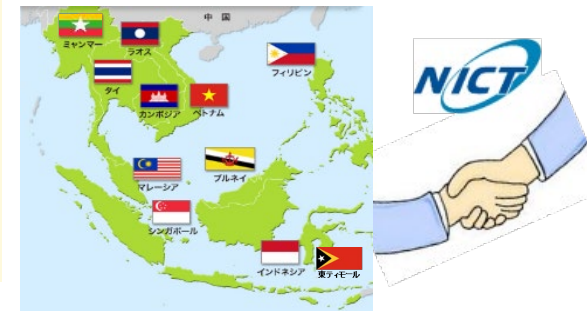 中 国
ミャンマー
ラオス
フィリピン
タイ
カンボジア
ベトナム
マレーシア
ブルネイ
シンガポール
インドネシア
東ティモール
NICT